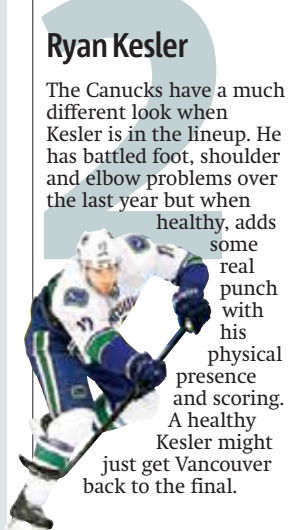 2
Ryan Kesler
The Canucks have a much
different look when
Kesler is in the lineup. He
has battled foot, shoulder
and elbow problems over
the last year but when
healthy, adds
some
real
punch
with
his
physical
presence
and scoring.
A healthy
Kesler might
just get Vancouver
back to the final.
17